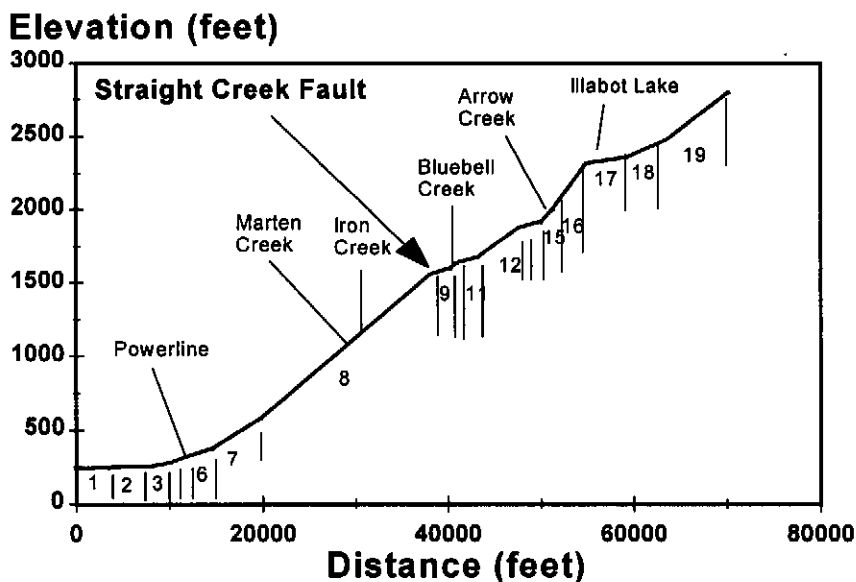 Elevation (feet)
3000
Straight Creek Fault
Illabot Lake
Arrow
Creek
2500
19
18
17
Bluebell
Creek
2000
16
15
Marten
Creek
Iron
Creek
12
1500
9
11
1000
Powerline
8
500
7
1
2
3
6
0
0
20000
40000
60000
80000
Distance (feet)